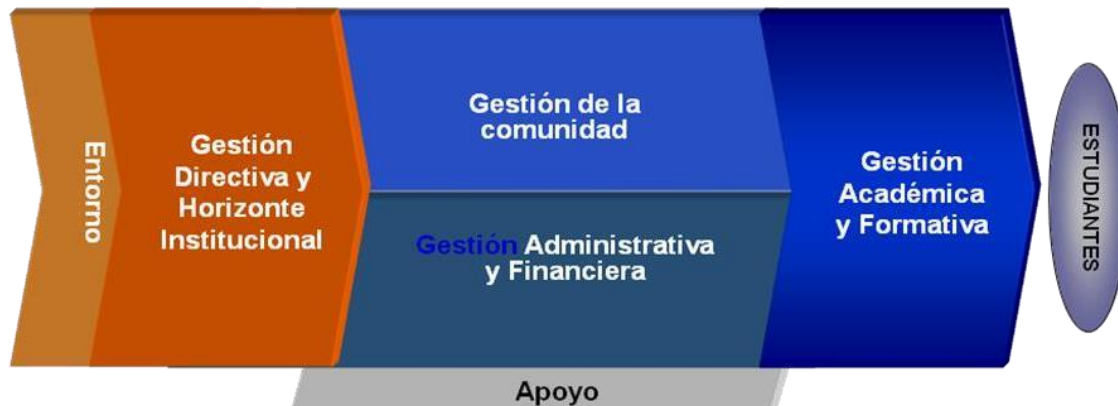 Entorno
Gestión
Directiva y
Horizonte
Institucional
Gestión de la
comunidad
Gestión Administrativa
y Financiera
Gestión
Académica
y Formativa
ESTUDIANTES
Apoyo